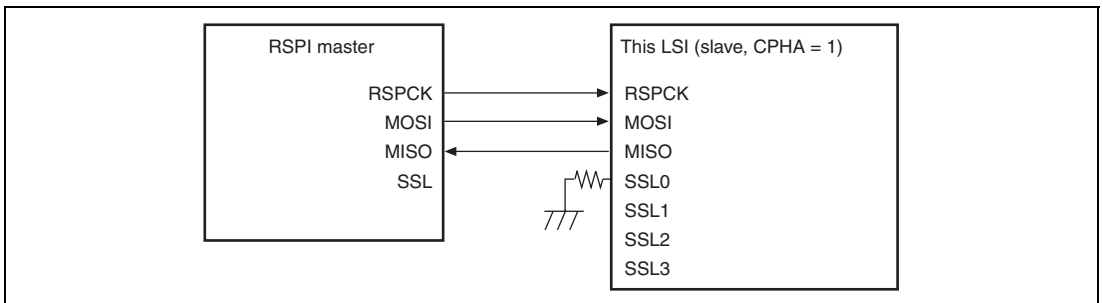 RSPI master
RSPCK
MOSI
MISO
SSL
This LSI (slave, CPHA = 1)
RSPCK
MOSI
MISO
SSL0
SSL1
SSL2
SSL3